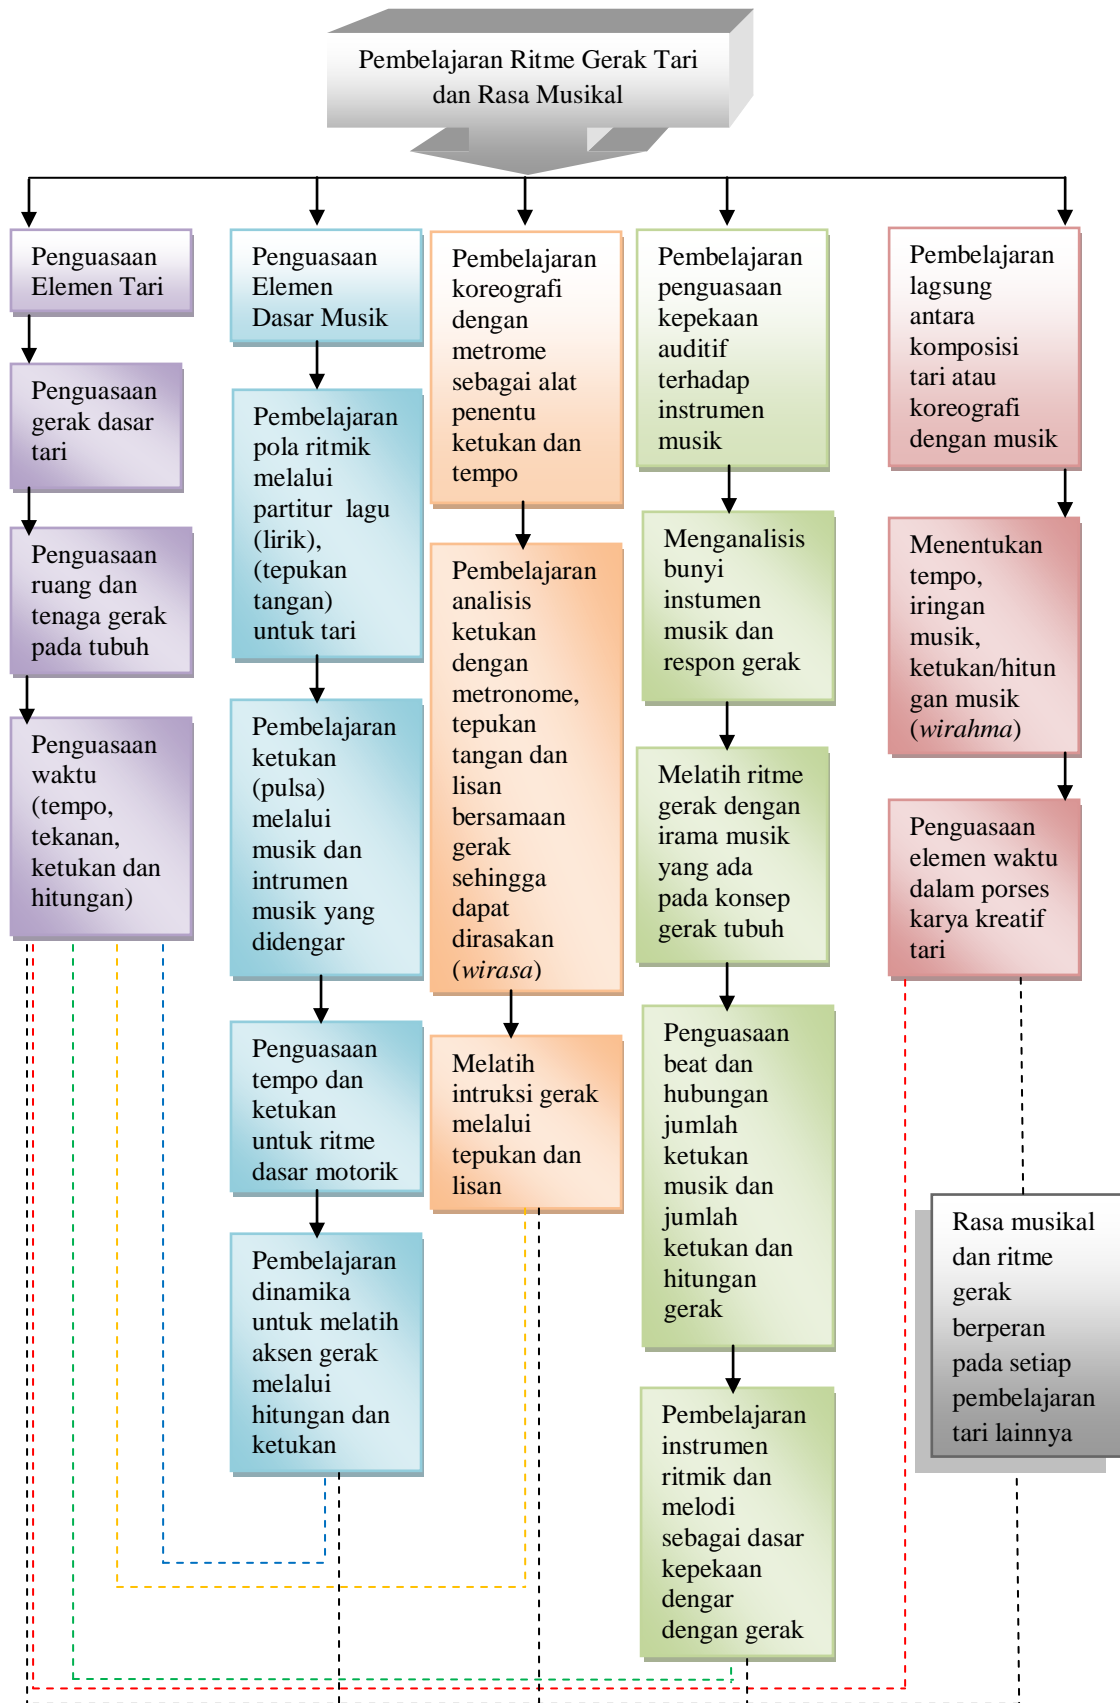 Pembelajaran Ritme Gerak Tari
dan Rasa Musikal
Penguasaan
Elemen Tari
Penguasaan
gerak dasar
tari
Penguasaan
ruang dan
tenaga gerak
pada tubuh
Penguasaan
waktu
(tempo,
tekanan,
ketukan dan
hitungan)
Penguasaan
Elemen
Dasar Musik
Pembelajaran
pola ritmik
melalui
partitur lagu
(lirik),
(tepukan
tangan)
untuk tari
Pembelajaran
ketukan
(pulsa)
melalui
musik dan
intrumen
musik yang
didengar
Penguasaan
tempo dan
ketukan
untuk ritme
dasar motorik
Pembelajaran
dinamika
untuk melatih
aksen gerak
melalui
hitungan dan
ketukan
Pembelajaran
koreografi
dengan
metrome
sebagai alat
penentu
ketukan dan
tempo
Pembelajaran
analisis
ketukan
dengan
metronome,
tepukan
tangan dan
lisan
bersamaan
gerak
sehingga
dapat
dirasakan
(wirasa)
Melatih
intruksi gerak
melalui
tepukan dan
lisan
Pembelajaran
penguasaan
kepekaan
auditif
terhadap
instrumen
musik
Menganalisis
bunyi
instumen
musik dan
respon gerak
Melatih ritme
gerak dengan
irama musik
yang ada
pada konsep
gerak tubuh
Penguasaan
beat dan
hubungan
jumlah
ketukan
musik dan
jumlah
ketukan dan
hitungan
gerak
Pembelajaran
instrumen
ritmik dan
melodi
sebagai dasar
kepekaan
dengar
dengan gerak
Pembelajaran
lagsung
antara
komposisi
tari atau
koreografi
dengan musik
Menentukan
tempo,
iringan
musik,
ketukan/hitun
gan musik
(wirahma)
Penguasaan
elemen waktu
dalam porses
karya kreatif
tari
Rasa musikal
dan ritme
gerak
berperan
pada setiap
pembelajaran
tari lainnya